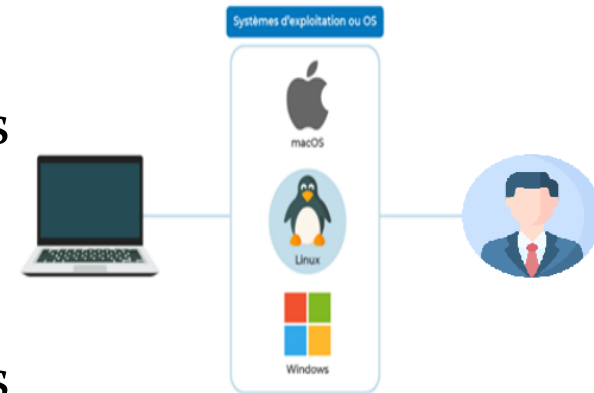 Systèmes d'exploitation ou OS
s
macOS
Linux
Windows
s